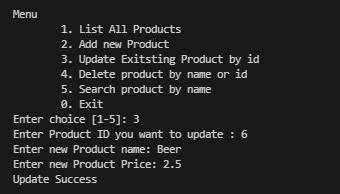 Menu
1. List All Products
2. Add new Product
3. Update Exitsting Product by id
4. Delete product by name or id
5. Search product by name
0. Exit
Enter choice [1-5]: 3
Enter Product ID you want to update : 6
Enter new Product name: Beer
Enter new Product Price: 2.5
Update Success